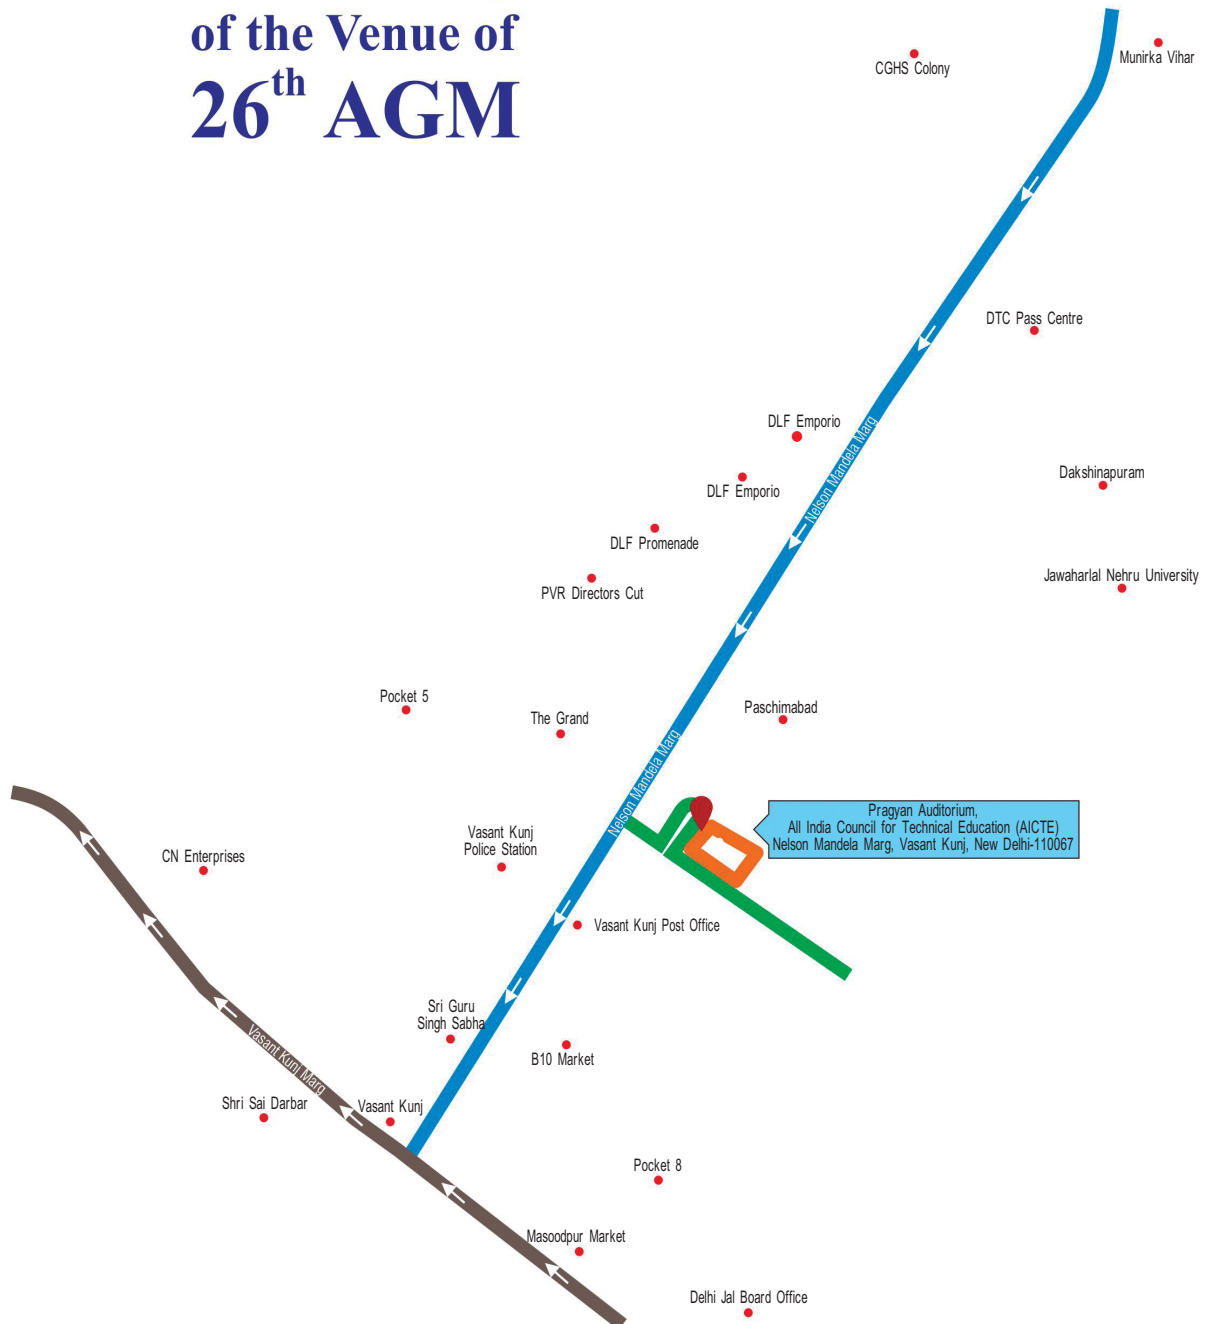 of the Venue of
26th AGM
CGHS Colony
Munirka Vihar
DTC Pass Centre
DLF Emporio
Nelson Mandela Marg
DLF Emporio
Dakshinapuram
DLF Promenade
Jawaharlal Nehru University
PVR Directors Cut
Pocket 5
The Grand
Paschimabad
Nelson Mandela Marg
Pragyan Auditorium,
All India Council for Technical Education (AICTE)
Nelson Mandela Marg, Vasant Kunj, New Delhi-110067
Vasant Kunj
Police Station
CN Enterprises
Vasant Kunj Post Office
Sri Guru
Singh Sabha
B10 Market
Vasant Kunj Marg
Shri Sai Darbar
Vasant Kunj
Pocket 8
Masoodpur Market
Delhi Jal Board Office